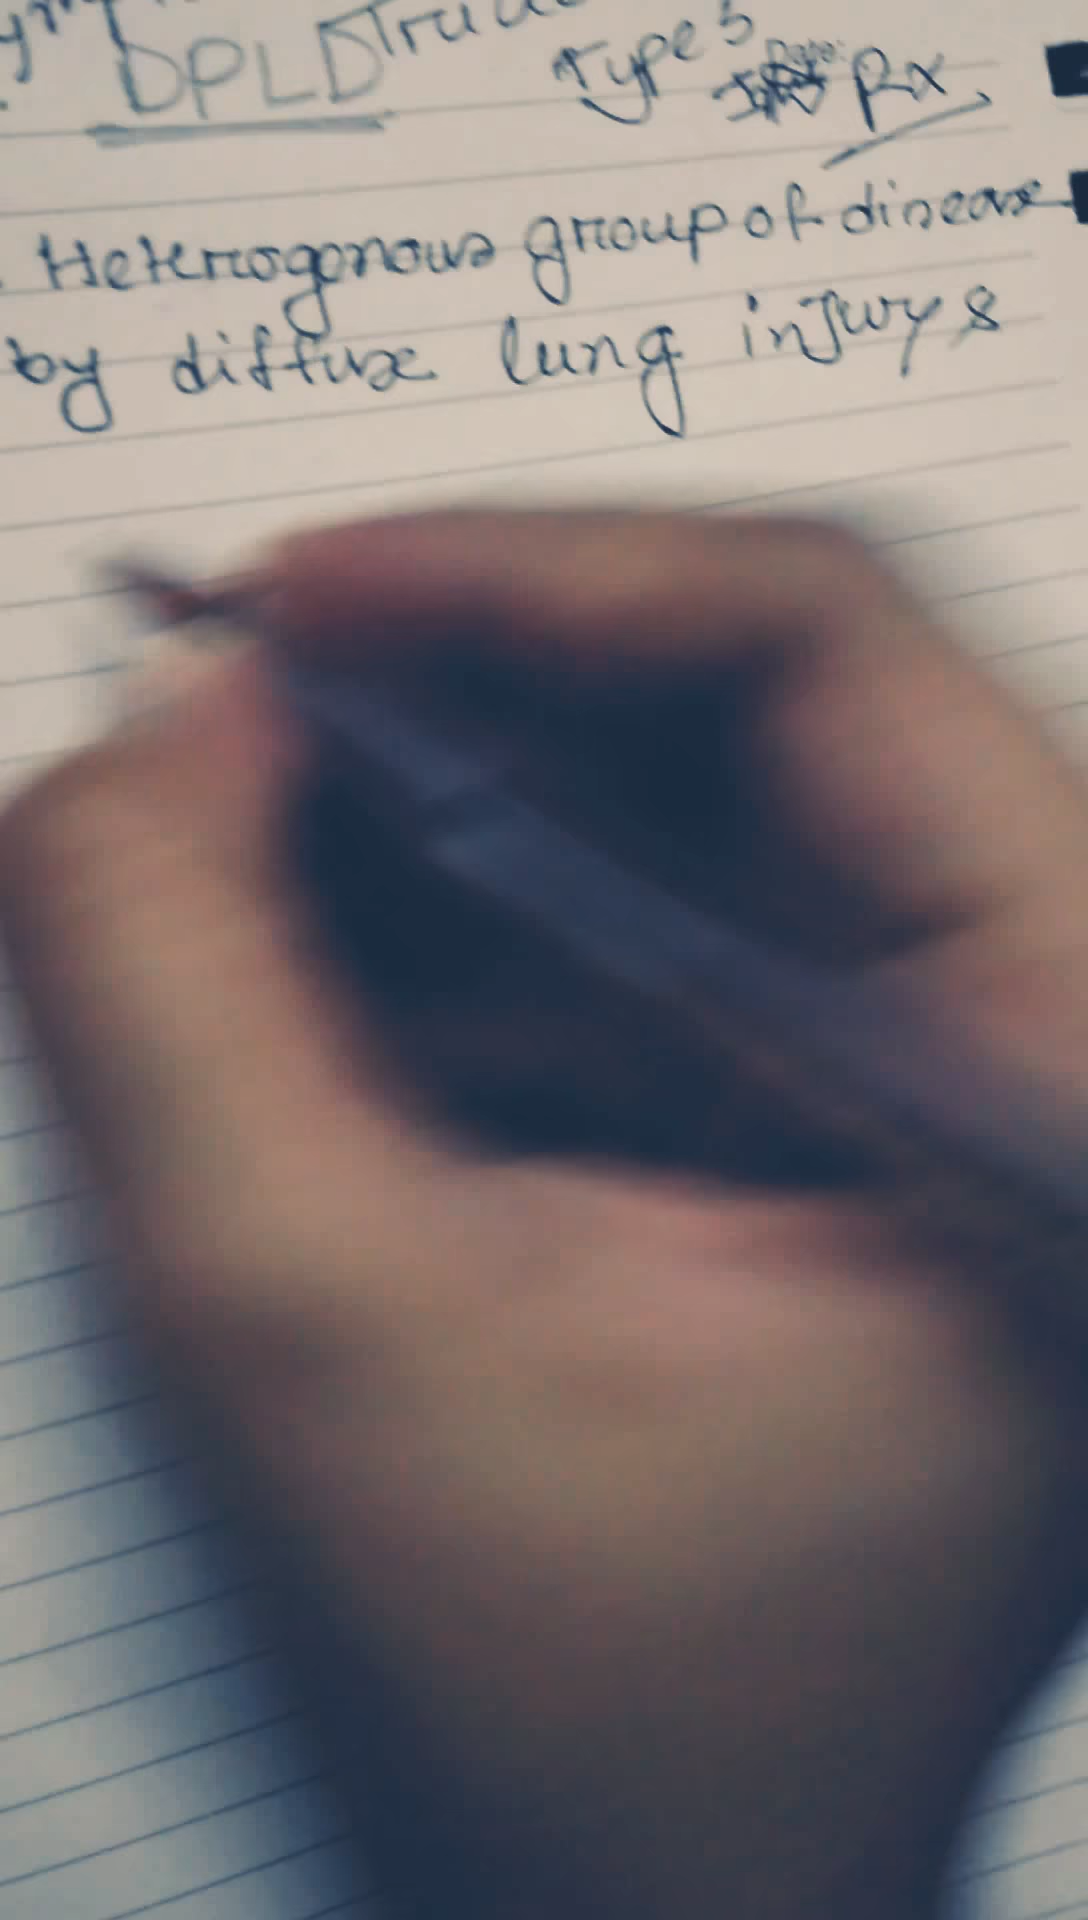 DPLD
Type 5
Rx
Heterogonous group of disease
by diffuse lung injury &